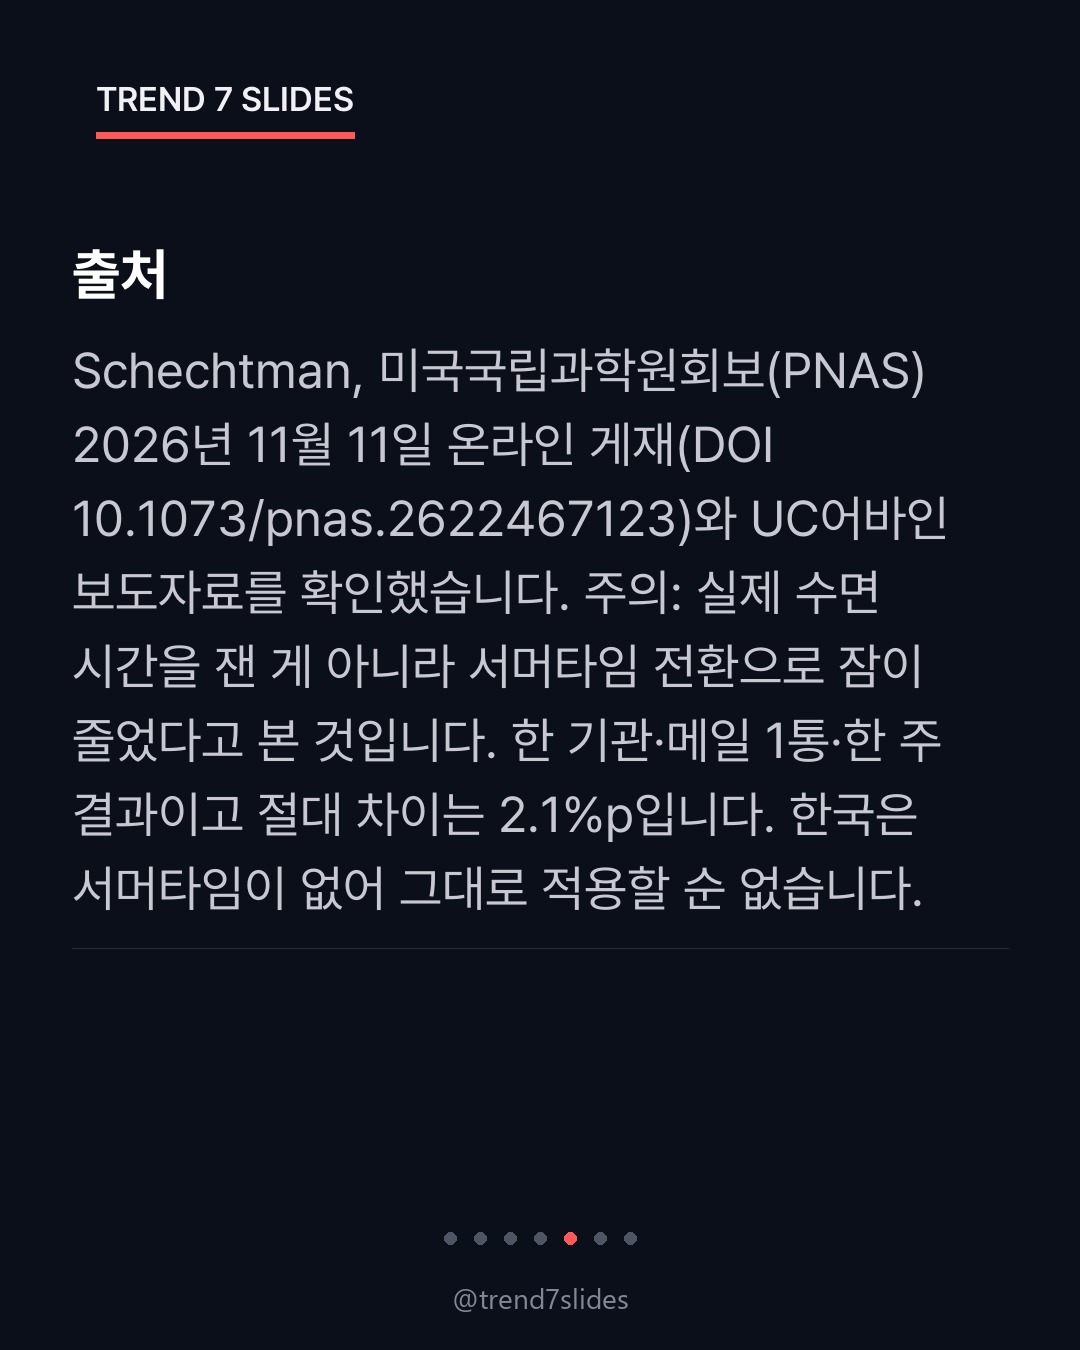 TREND 7 SLIDES
출처
Schechtman, 미국국립과학원회보(PNAS)
2026년 11월 11일 온라인 게재(DOI
10.1073/pnas.2622467123)와 UC어바인
보도자료를 확인했습니다. 주의: 실제 수면
시간을 잰 게 아니라 서머타임 전환으로 잠이
줄었다고 본 것입니다. 한 기관·메일 1통·한 주
결과이고 절대 차이는 2.1%p입니다. 한국은
서머타임이 없어 그대로 적용할 순 없습니다.
@trend7slides